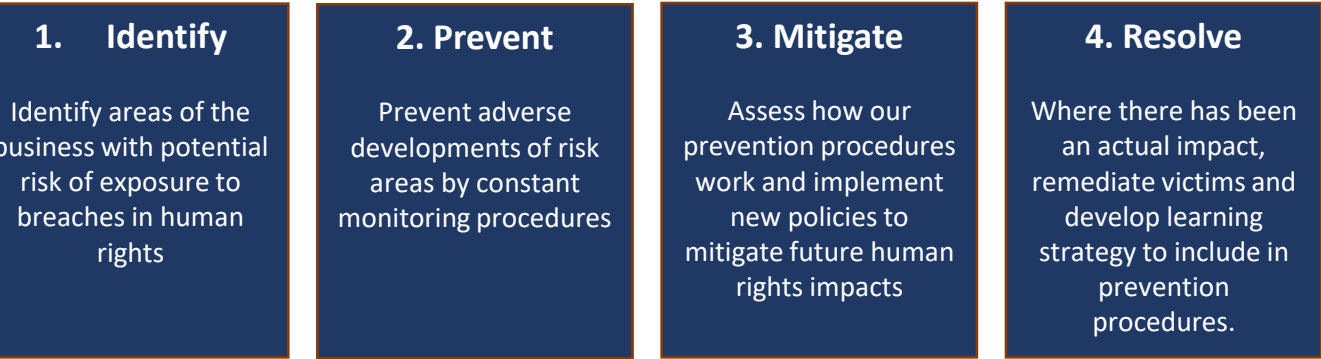 1. Identify
Identify areas of the
business with potential
risk of exposure to
breaches in human
rights
2. Prevent
Prevent adverse
developments of risk
areas by constant
monitoring procedures
3. Mitigate
Assess how our
prevention procedures
work and implement
new policies to
mitigate future human
rights impacts
4. Resolve
Where there has been
an actual impact,
remediate victims and
develop learning
strategy to include in
prevention
procedures.